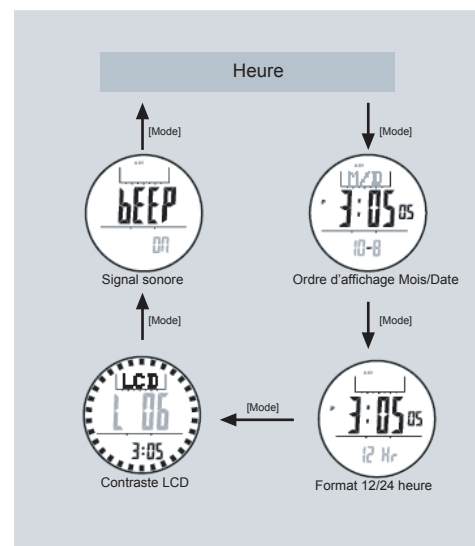 Heure
[Mode]
[Mode]
bEEP
ON
M/D
P 3:05 05
10-8
Signal sonore
Ordre d'affichage Mois/Date
[Mode]
[Mode]
LCD
L 06
3:05
[Mode]
P 3:05 05
12 Hr
Contraste LCD
Format 12/24 heure